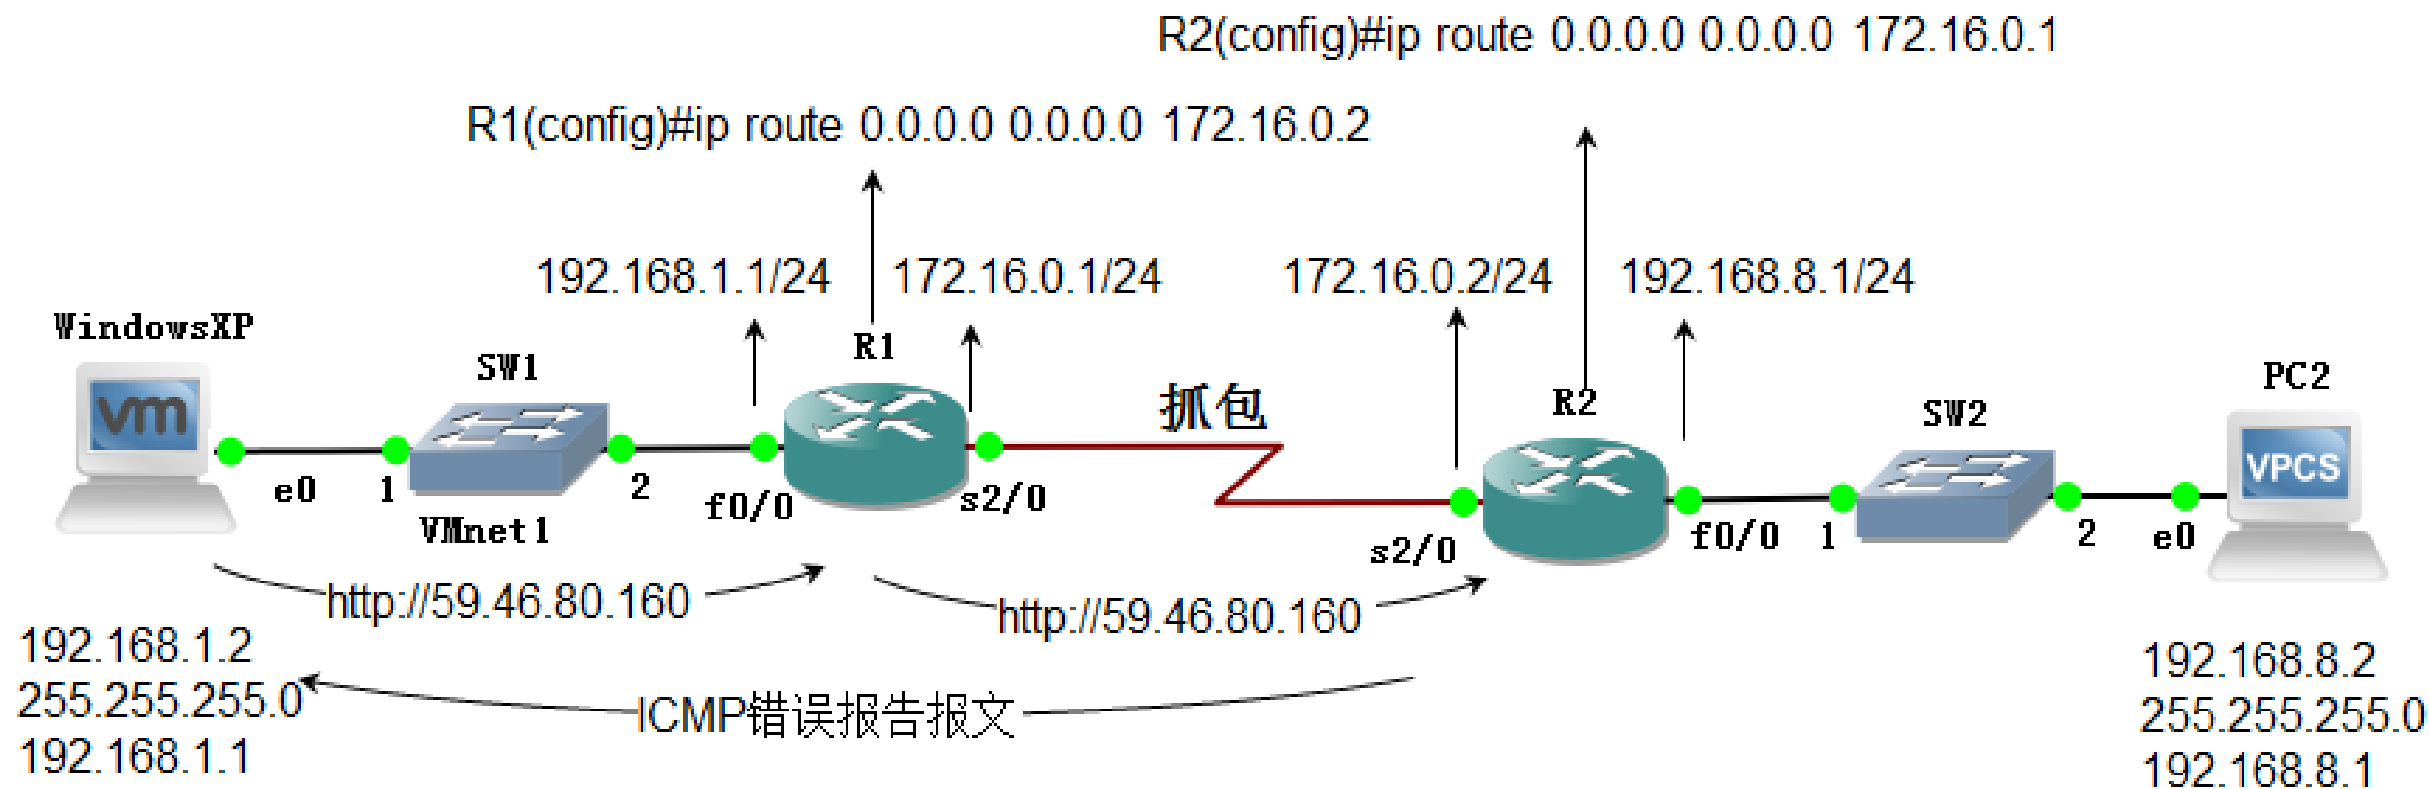 R2(config)#ip route 0.0.0.0 0.0.0.0 172.16.0.1
R1(config)#ip route 0.0.0.0 0.0.0.0 172.16.0.2
192.168.1.1/24
172.16.0.1/24
172.16.0.2/24
192.168.8.1/24
WindowsXP
SW1
R1
抓包
R2
SW2
PC2
vm
VPCS
e0
1
2
f0/0
s2/0
s2/0
f0/0
1
2
e0
VMnet1
http://59.46.80.160
http://59.46.80.160
192.168.1.2
255.255.255.0
192.168.1.1
ICMP错误报告报文
192.168.8.2
255.255.255.0
192.168.8.1